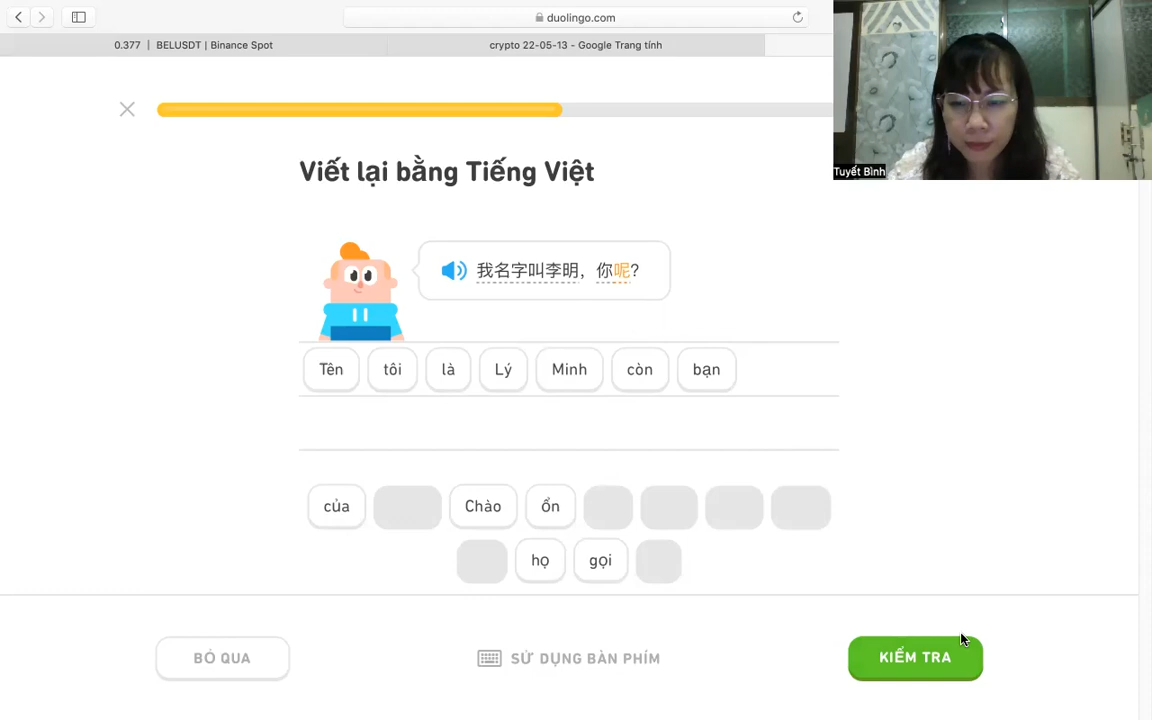 duolingo.com
0.377 | BELUSDT | Binance Spot
crypto 22-05-13 - Google Trang tính
Tuyết Bình
Viết lại bằng Tiếng Việt
我名字叫李明，你呢?
Tên tôi là Lý Minh còn bạn
của Chào ổn
họ gọi
BỎ QUA
SỬ DỤNG BÀN PHÍM
KIỂM TRA